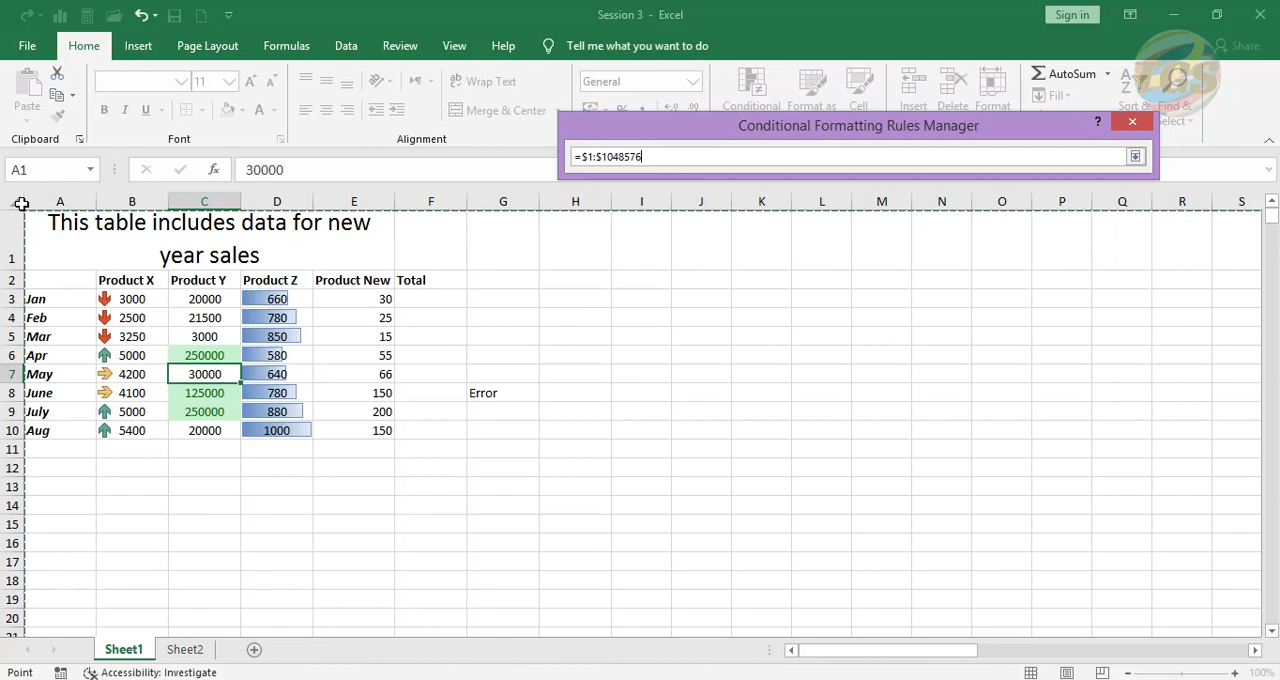 Session 3 - Excel
Sign in
File Home Insert Page Layout Formulas Data Review View Help Tell me what you want to do Share
Paste
11
Wrap Text
Merge & Center
General
%
Conditional Format as Cell
Insert Delete Format
AutoSum
Fill
Sort & Find &
Select
Clipboard Font Alignment
B I U A
Conditional Formatting Rules Manager
?
=$1:$1048576
A1 fx 30000
A B C D E F G H I J K L M N O P Q R S
1 This table includes data for new
year sales
2 Product X Product Y Product Z Product New Total
3 Jan 3000 20000 660 30
4 Feb 2500 21500 780 25
5 Mar 3250 3000 850 15
6 Apr 5000 250000 580 55
7 May 4200 30000 640 66
8 June 4100 125000 780 150 Error
9 July 5000 250000 880 200
10 Aug 5400 20000 1000 150
11
12
13
14
15
16
17
18
19
20
Sheet1 Sheet2
Point Accessibility: Investigate 100%